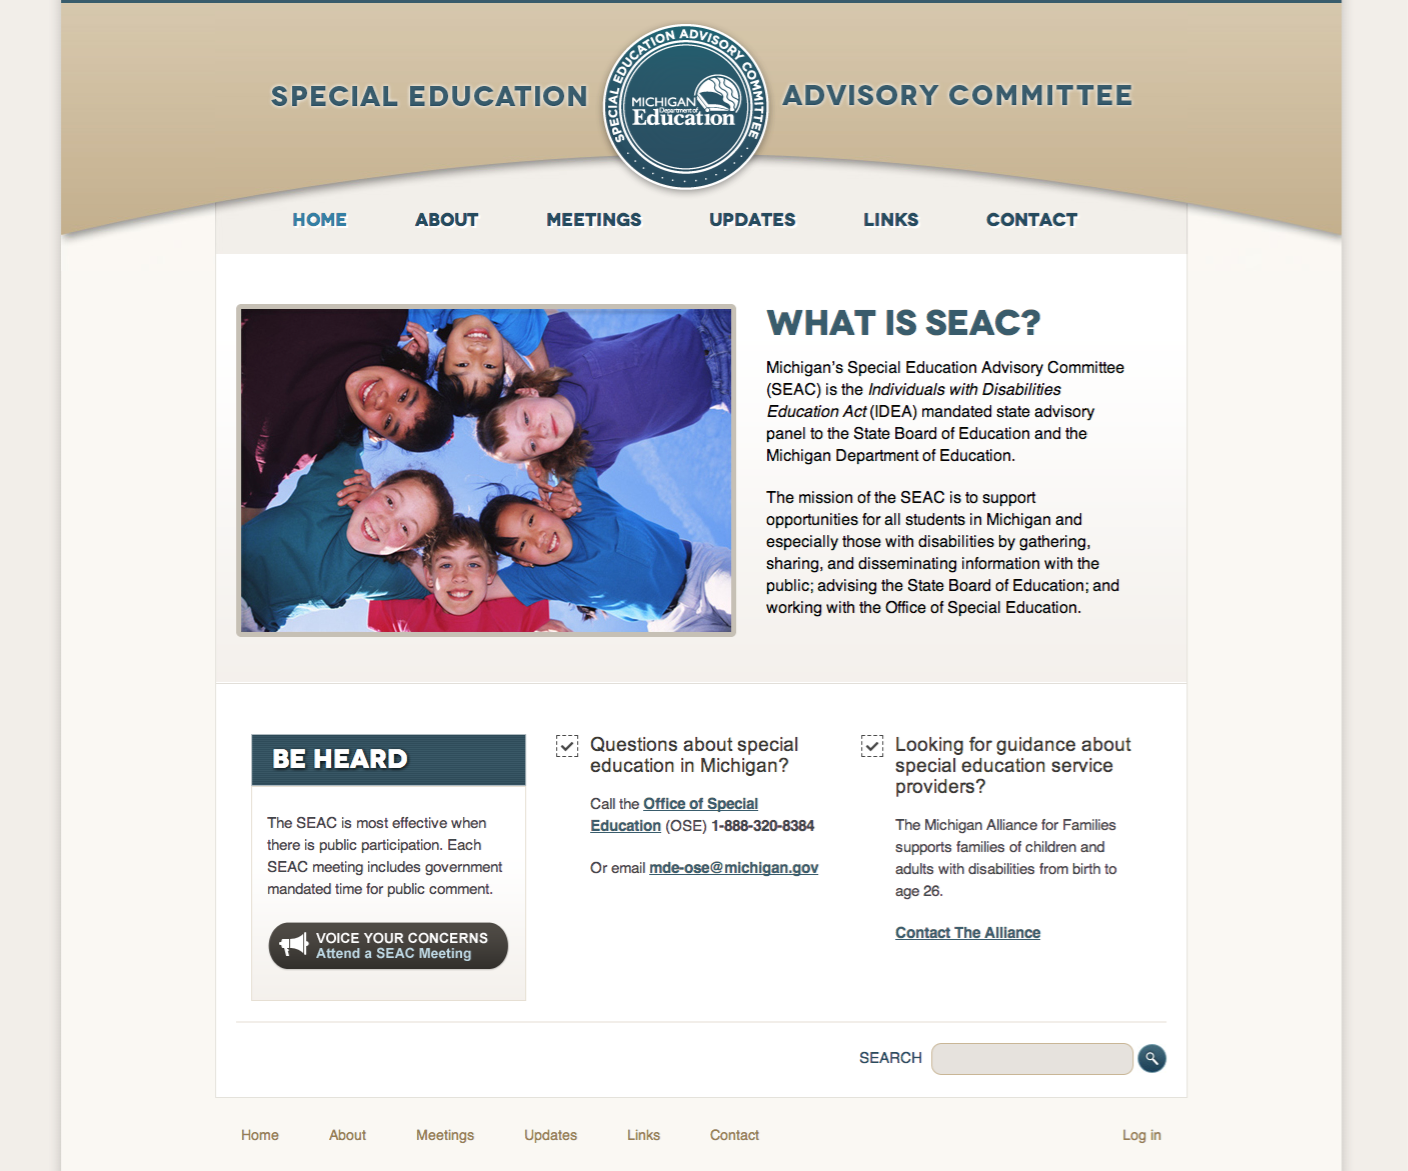 SPECIAL EDUCATION
SPECIAL EDUCATION ADVISORY COMMITTEE
MICHIGAN
Department of
Education
ADVISORY COMMITTEE
HOME ABOUT MEETINGS UPDATES LINKS CONTACT
WHAT IS SEAC?
Michigan’s Special Education Advisory Committee
(SEAC) is the Individuals with Disabilities
Education Act (IDEA) mandated state advisory
panel to the State Board of Education and the
Michigan Department of Education.
The mission of the SEAC is to support
opportunities for all students in Michigan and
especially those with disabilities by gathering,
sharing, and disseminating information with the
public; advising the State Board of Education; and
working with the Office of Special Education.
BE HEARD
The SEAC is most effective when
there is public participation. Each
SEAC meeting includes government
mandated time for public comment.
VOICE YOUR CONCERNS
Attend a SEAC Meeting
Questions about special
education in Michigan?
Call the Office of Special
Education (OSE) 1-888-320-8384
Or email mde-ose@michigan.gov
Looking for guidance about
special education service
providers?
The Michigan Alliance for Families
supports families of children and
adults with disabilities from birth to
age 26.
Contact The Alliance
SEARCH
Home About Meetings Updates Links Contact Log in